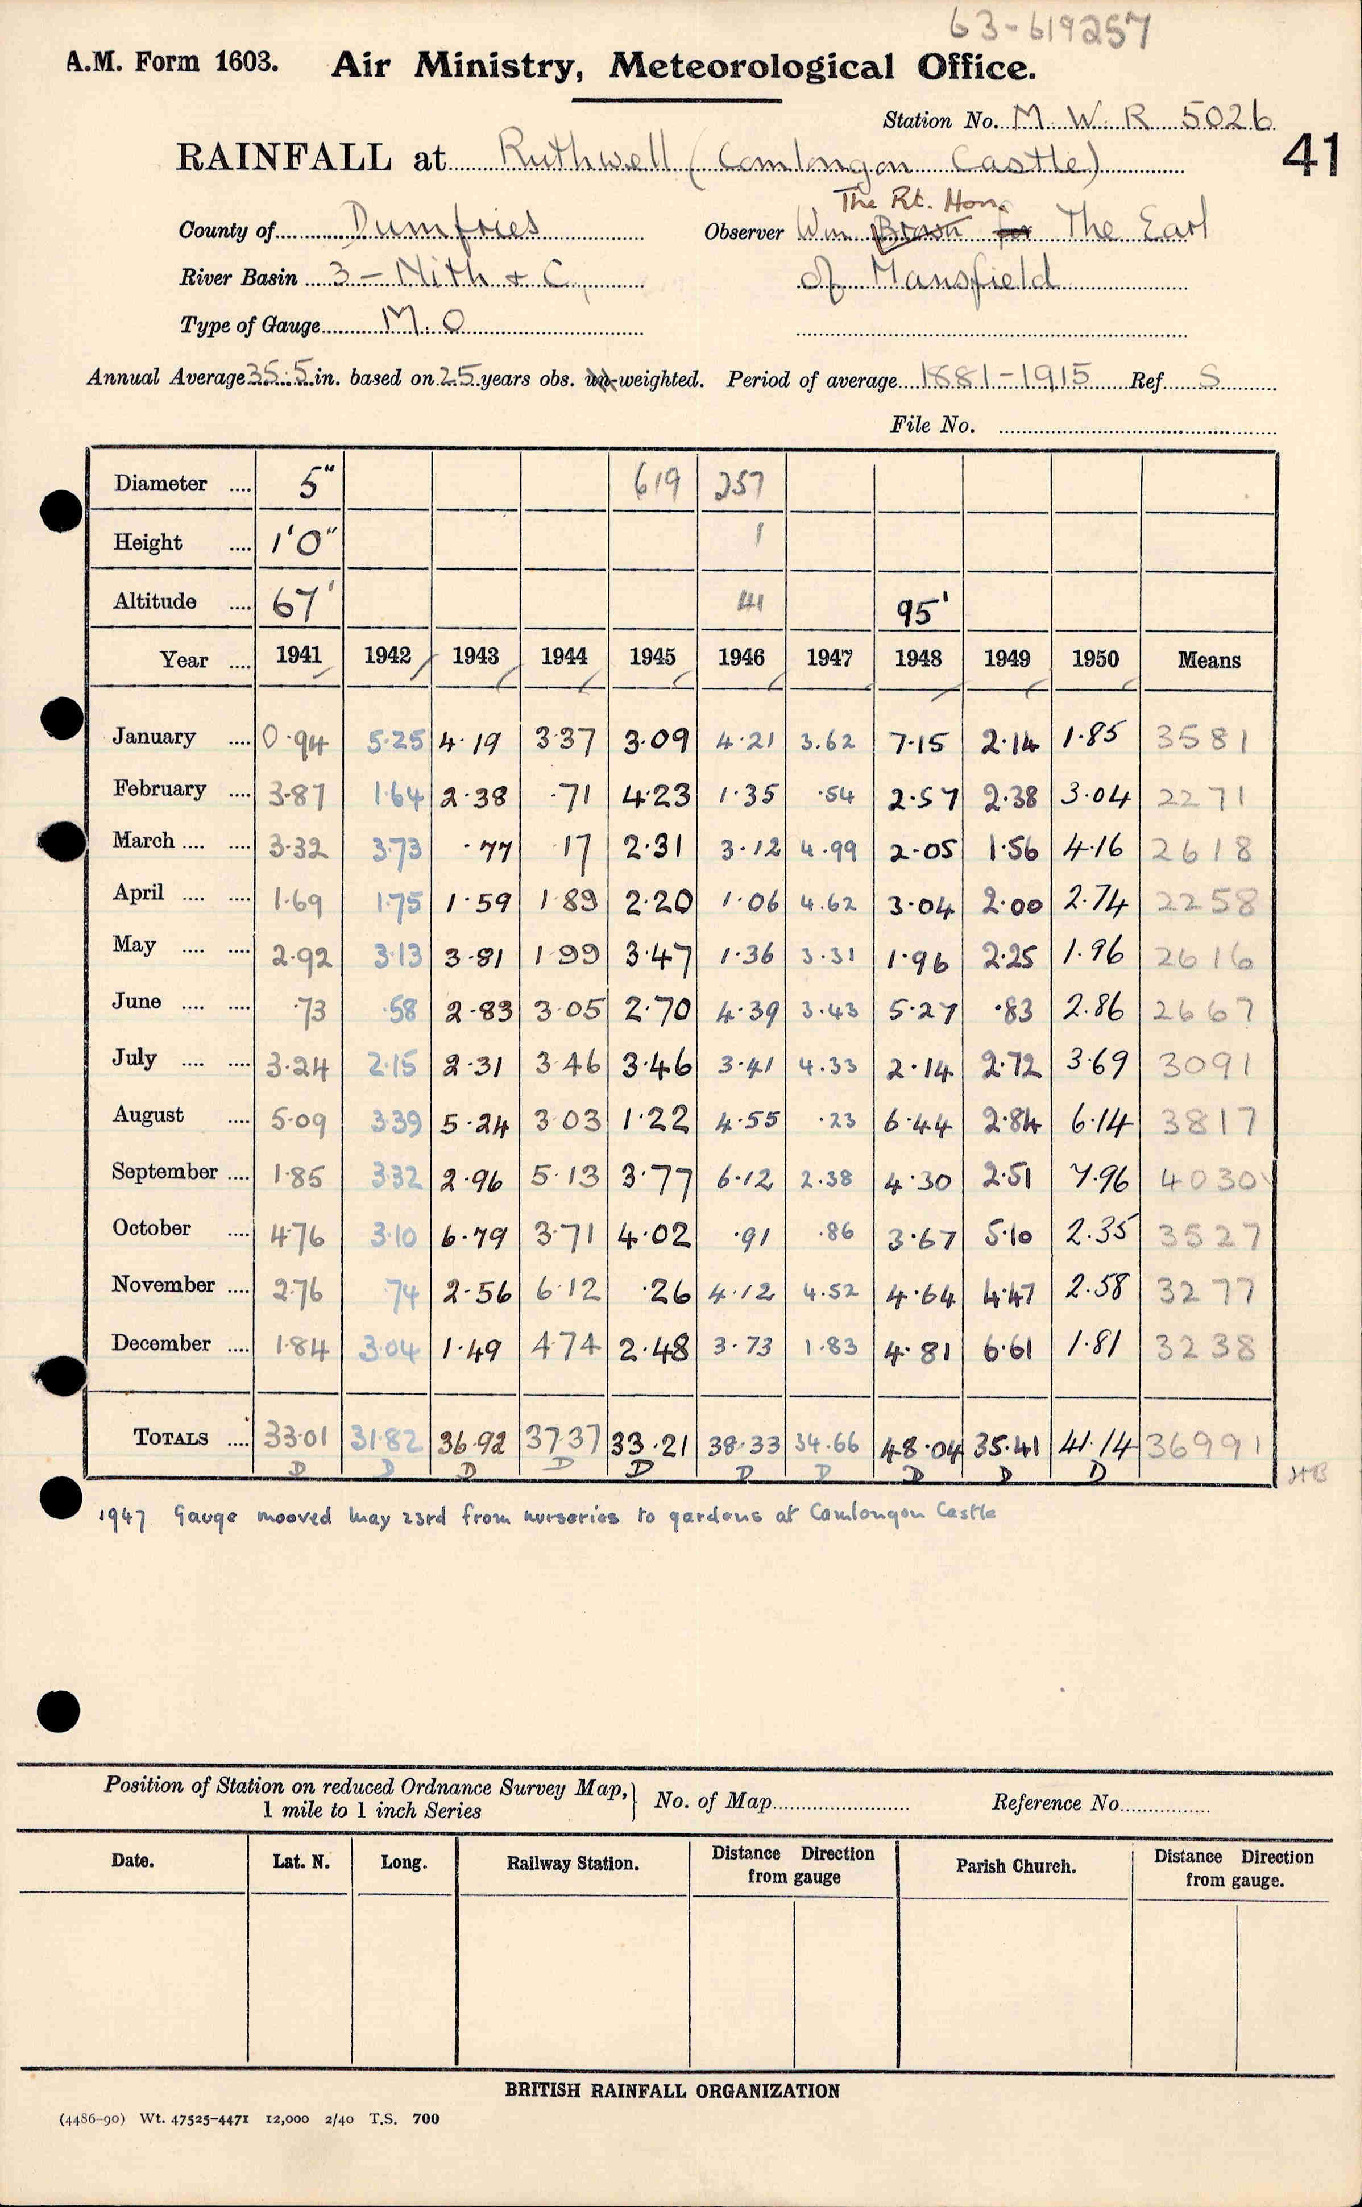 63-619257
A.M. Form 1603. Air Ministry, Meteorological Office.
Station No. M. W. R 5026
41
RAINFALL at Ruthwell (Comlongon Castle)
The Rt. Hon.
County of Dumfries Observer Wm Brown for The Earl
River Basin 3 - Nith & C, of Mansfield
Type of Gauge M.O
Annual Average 35.5 in. based on 25 years obs. un-weighted. Period of average 1881-1915 Ref. S
File No.
Diameter .... 5" 619 257
Height .... 1'0" 1
Altitude .... 67' 41 95'
Year .... 1941 1942 1943 1944 1945 1946 1947 1948 1949 1950 Means
January .... 0.94 5.25 4.19 3.37 3.09 4.21 3.62 7.15 2.14 1.85 3581
February .... 3.87 1.64 2.38 .71 4.23 1.35 .54 2.57 2.38 3.04 2271
March .... .... 3.32 3.73 .77 .17 2.31 3.12 4.99 2.05 1.56 4.16 2618
April .... .... 1.69 1.75 1.59 1.89 2.20 1.06 4.62 3.04 2.00 2.74 2258
May .... .... 2.92 3.13 3.81 1.99 3.47 1.36 3.31 1.96 2.25 1.96 2616
June .... .... .73 .58 2.83 3.05 2.70 4.39 3.43 5.27 .83 2.86 2667
July .... .... 3.24 2.15 2.31 3.46 3.46 3.41 4.33 2.14 2.72 3.69 3091
August .... 5.09 3.39 5.24 3.03 1.22 4.55 .23 6.44 2.84 6.14 3817
September .... 1.85 3.32 2.96 5.13 3.77 6.12 2.38 4.30 2.51 7.96 4030
October .... 4.76 3.10 6.79 3.71 4.02 .91 .86 3.67 5.10 2.35 3527
November .... 2.76 .74 2.56 6.12 .26 4.12 4.52 4.64 4.47 2.58 3277
December .... 1.84 3.04 1.49 4.74 2.48 3.73 1.83 4.81 6.61 1.81 3238
TOTALS .... 33.01 31.82 36.92 37.37 33.21 38.33 34.66 48.04 35.41 41.14 36991
D D D D D D D D D D HB
1947 Gauge mooved May 23rd from nurseries to gardens at Comlongon Castle
Position of Station on reduced Ordnance Survey Map,
1 mile to 1 inch Series
No. of Map Reference No.
Date. Lat. N. Long. Railway Station. Distance Direction from gauge Parish Church. Distance Direction from gauge.
BRITISH RAINFALL ORGANIZATION
(4486-90) Wt. 47525-4471 12,000 2/40 T.S. 700